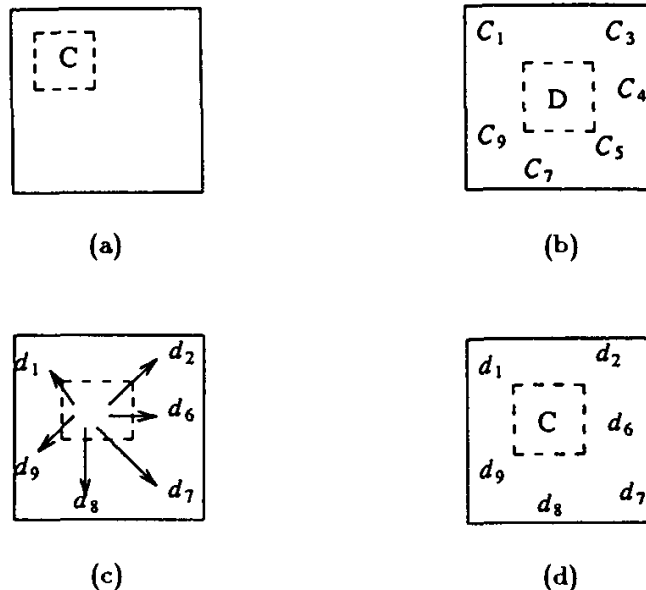 C
(a)
C₁ C₃
D C₄
C₉ C₅
C₇
(b)
d₁ d₂
d₆
d₉ d₇
d₈
(c)
d₁ d₂
C d₆
d₉
d₈ d₇
(d)